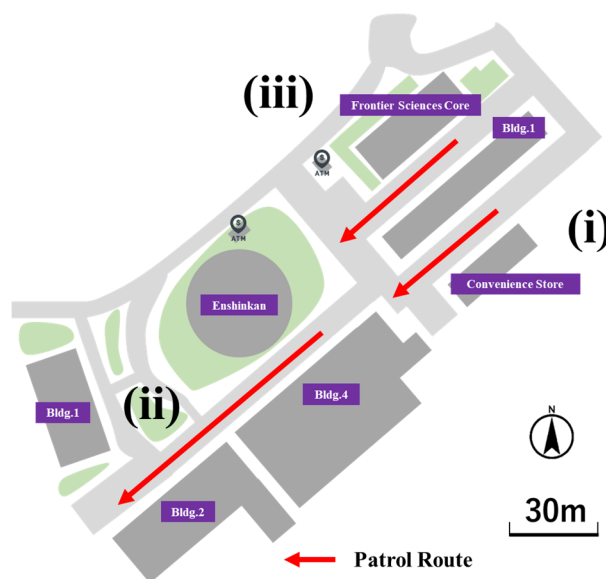 (iii)
Frontier Sciences Core
Bldg.1
$
ATM
(i)
$
ATM
Convenience Store
Enshinkan
(ii)
Bldg.1
Bldg.4
N
30m
Bldg.2
Patrol Route